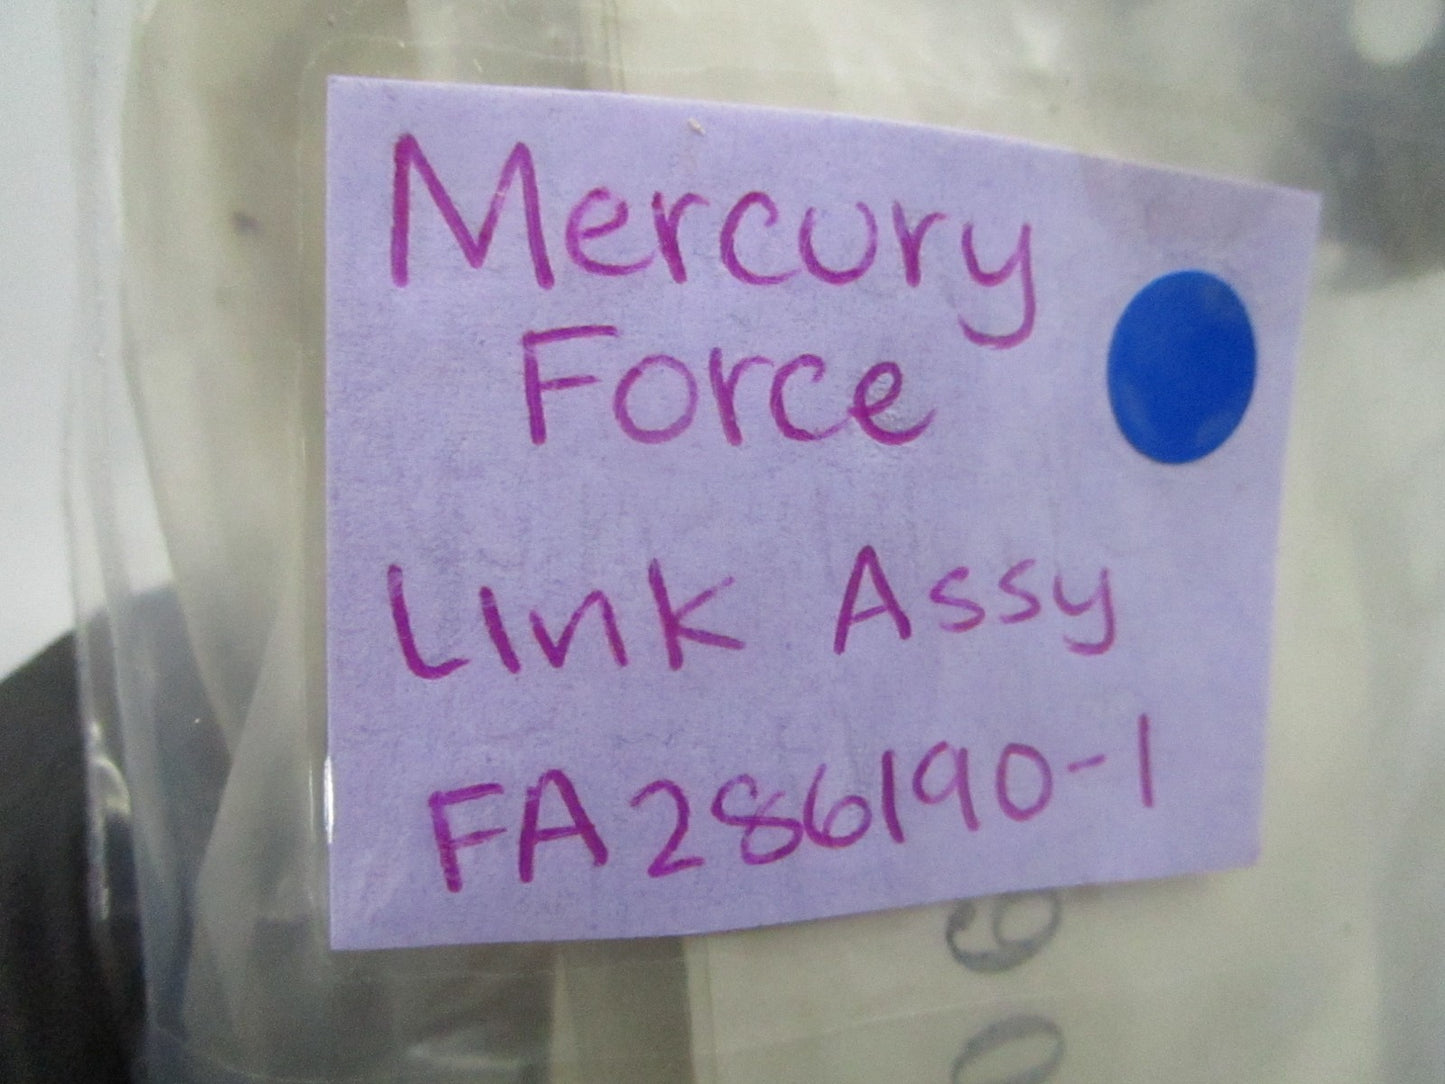 Mercury
Force
Link Assy
FA286190-1